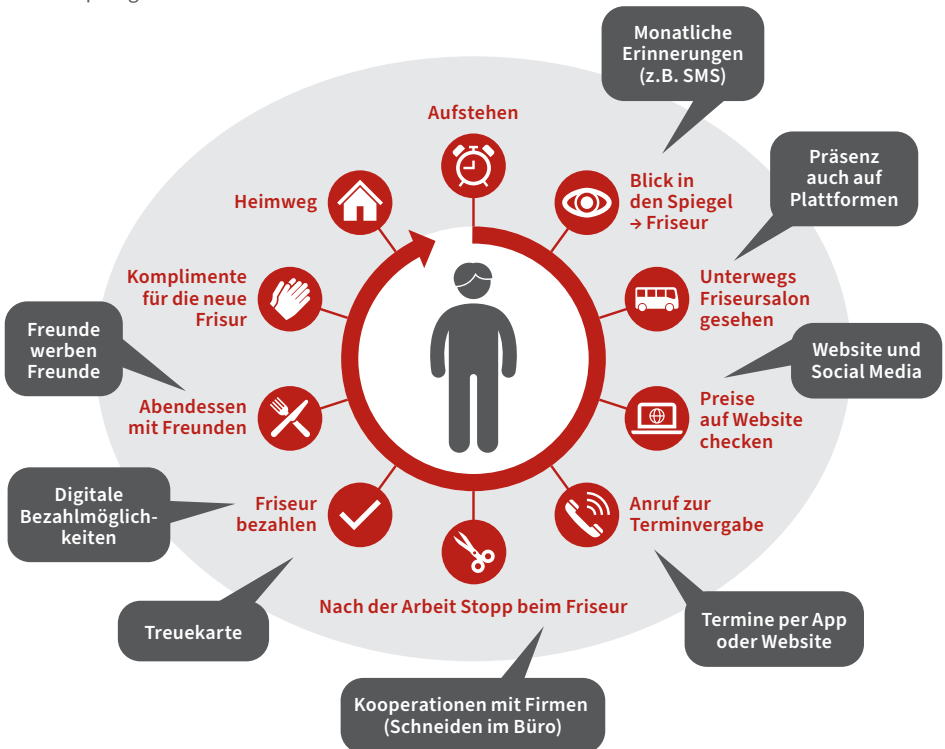 Monatliche
Erinnerungen
(z.B. SMS)
Aufstehen
Blick in
den Spiegel
→ Friseur
Präsenz
auch auf
Plattformen
Unterwegs
Friseursalon
gesehen
Website und
Social Media
Preise
auf Website
checken
Anruf zur
Terminvergabe
Termine per App
oder Website
Nach der Arbeit Stopp beim Friseur
Kooperationen mit Firmen
(Schneiden im Büro)
Friseur
bezahlen
Treuekarte
Digitale
Bezahlmöglich-
keiten
Abendessen
mit Freunden
Freunde
werben
Freunde
Komplimente
für die neue
Frisur
Heimweg